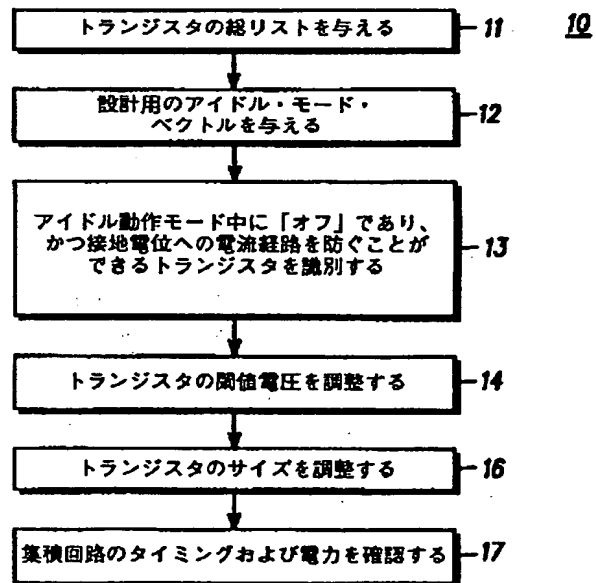 トランジスタの総リストを与える
11
10
設計用のアイドル・モード・
ベクトルを与える
12
アイドル動作モード中に「オフ」であり、
かつ接地電位への電流経路を防ぐことが
できるトランジスタを識別する
13
トランジスタの閾値電圧を調整する
14
トランジスタのサイズを調整する
16
集積回路のタイミングおよび電力を確認する
17